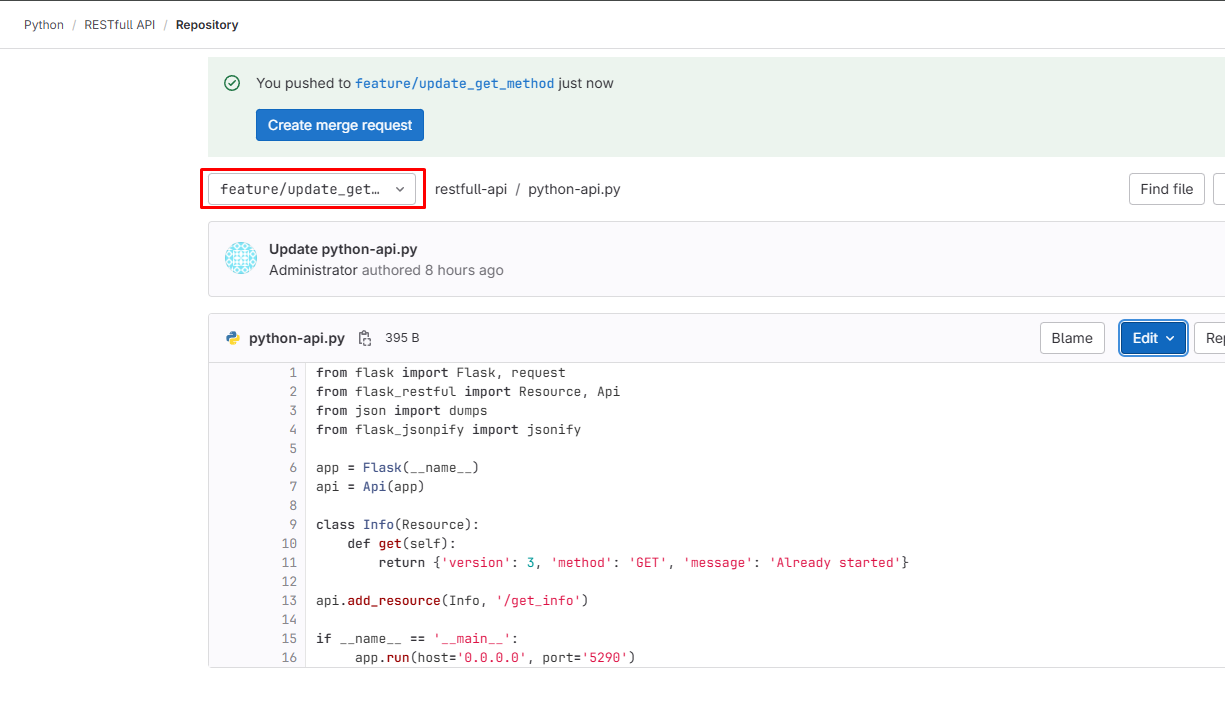 Python / RESTfull API / Repository
You pushed to feature/update_get_method just now
Create merge request
feature/update_get… restfull-api / python-api.py Find file
Update python-api.py
Administrator authored 8 hours ago
python-api.py 395 B Blame Edit
1 from flask import Flask, request
2 from flask_restful import Resource, Api
3 from json import dumps
4 from flask_jsonpify import jsonify
5
6 app = Flask(__name__)
7 api = Api(app)
8
9 class Info(Resource):
10     def get(self):
11         return {'version': 3, 'method': 'GET', 'message': 'Already started'}
12
13 api.add_resource(Info, '/get_info')
14
15 if __name__ == '__main__':
16      app.run(host='0.0.0.0', port='5290')